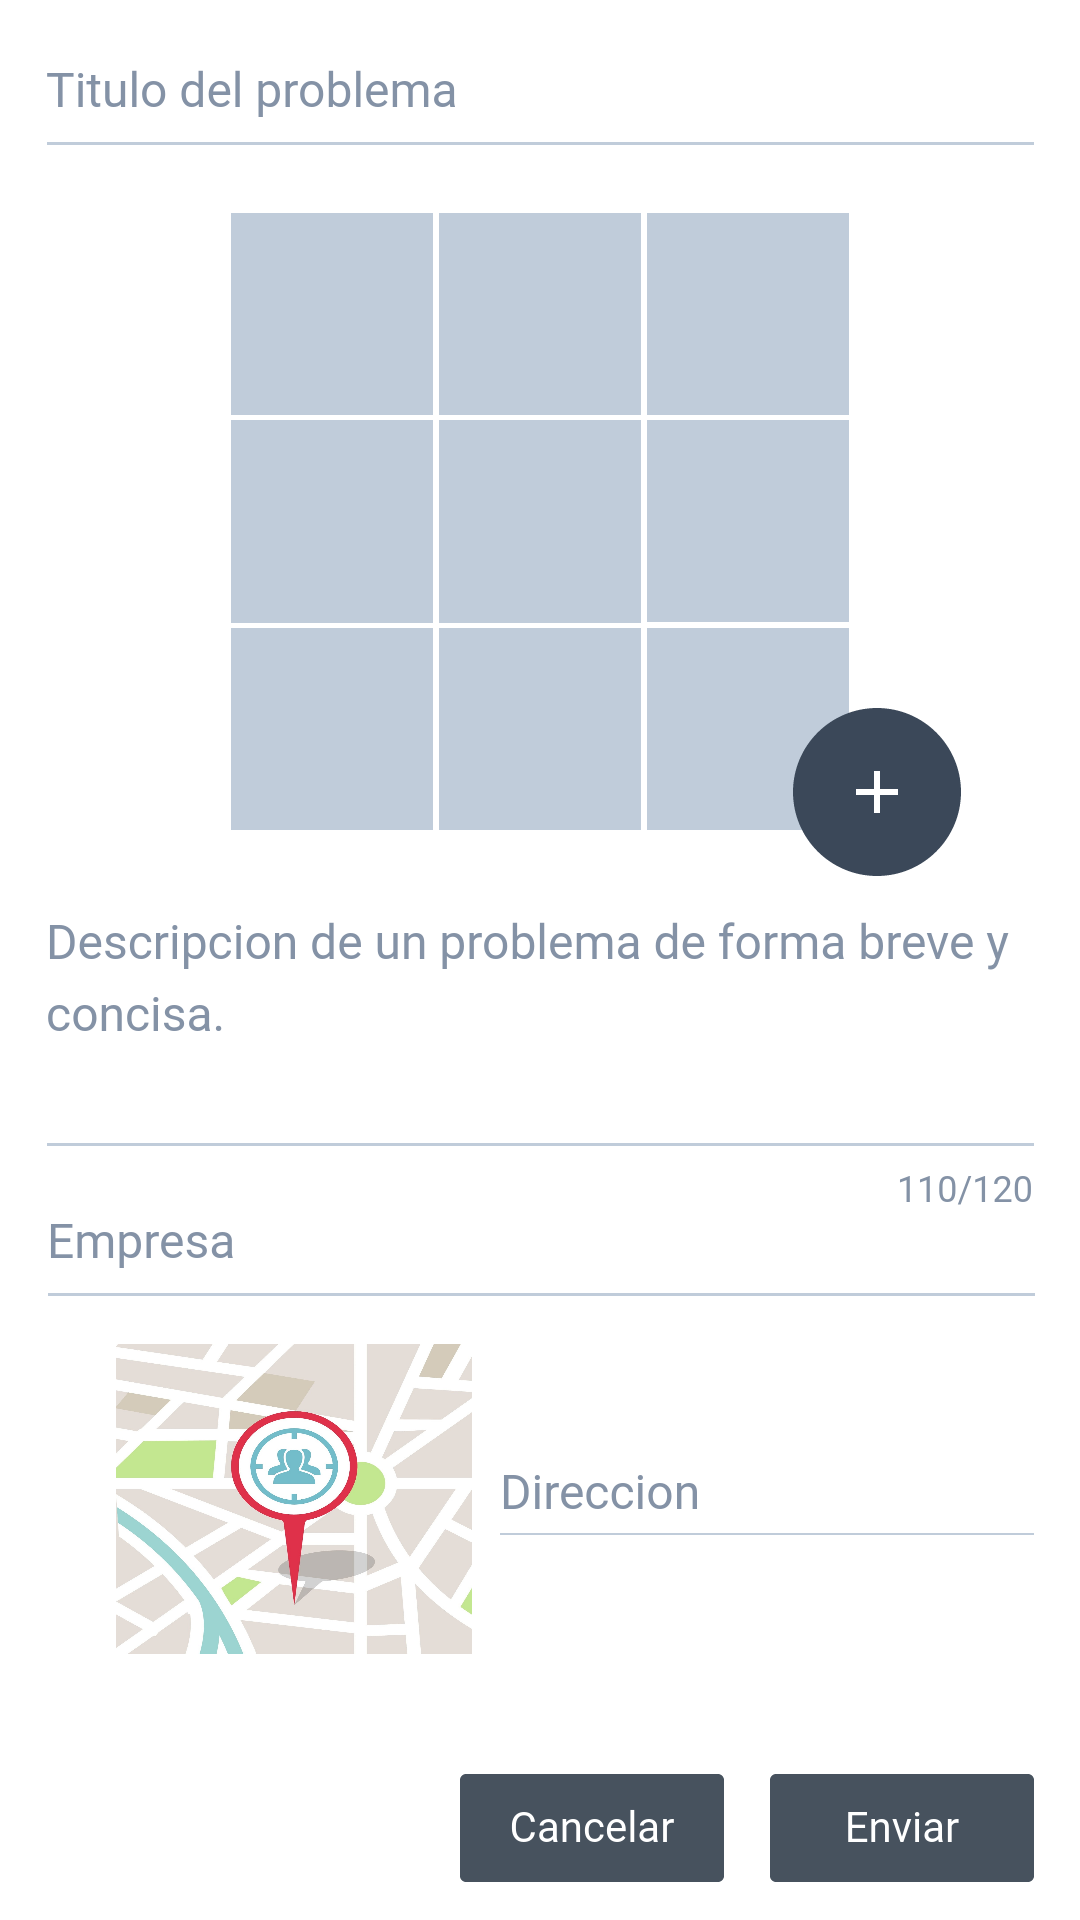 Titulo del problema
Descripcion de un problema de forma breve y
concisa.
110/120
Empresa
Direccion
Cancelar
Enviar